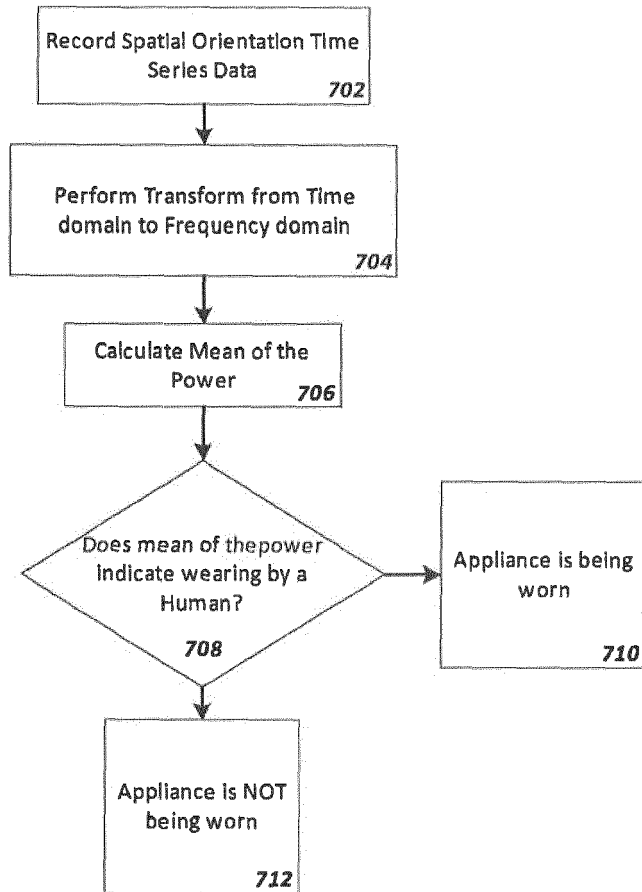 Record Spatial Orientation Time
Series Data
702
Perform Transform from Time
domain to Frequency domain
704
Calculate Mean of the
Power
706
Does mean of thepower
indicate wearing by a
Human?
708
Appliance is being
worn
710
Appliance is NOT
being worn
712